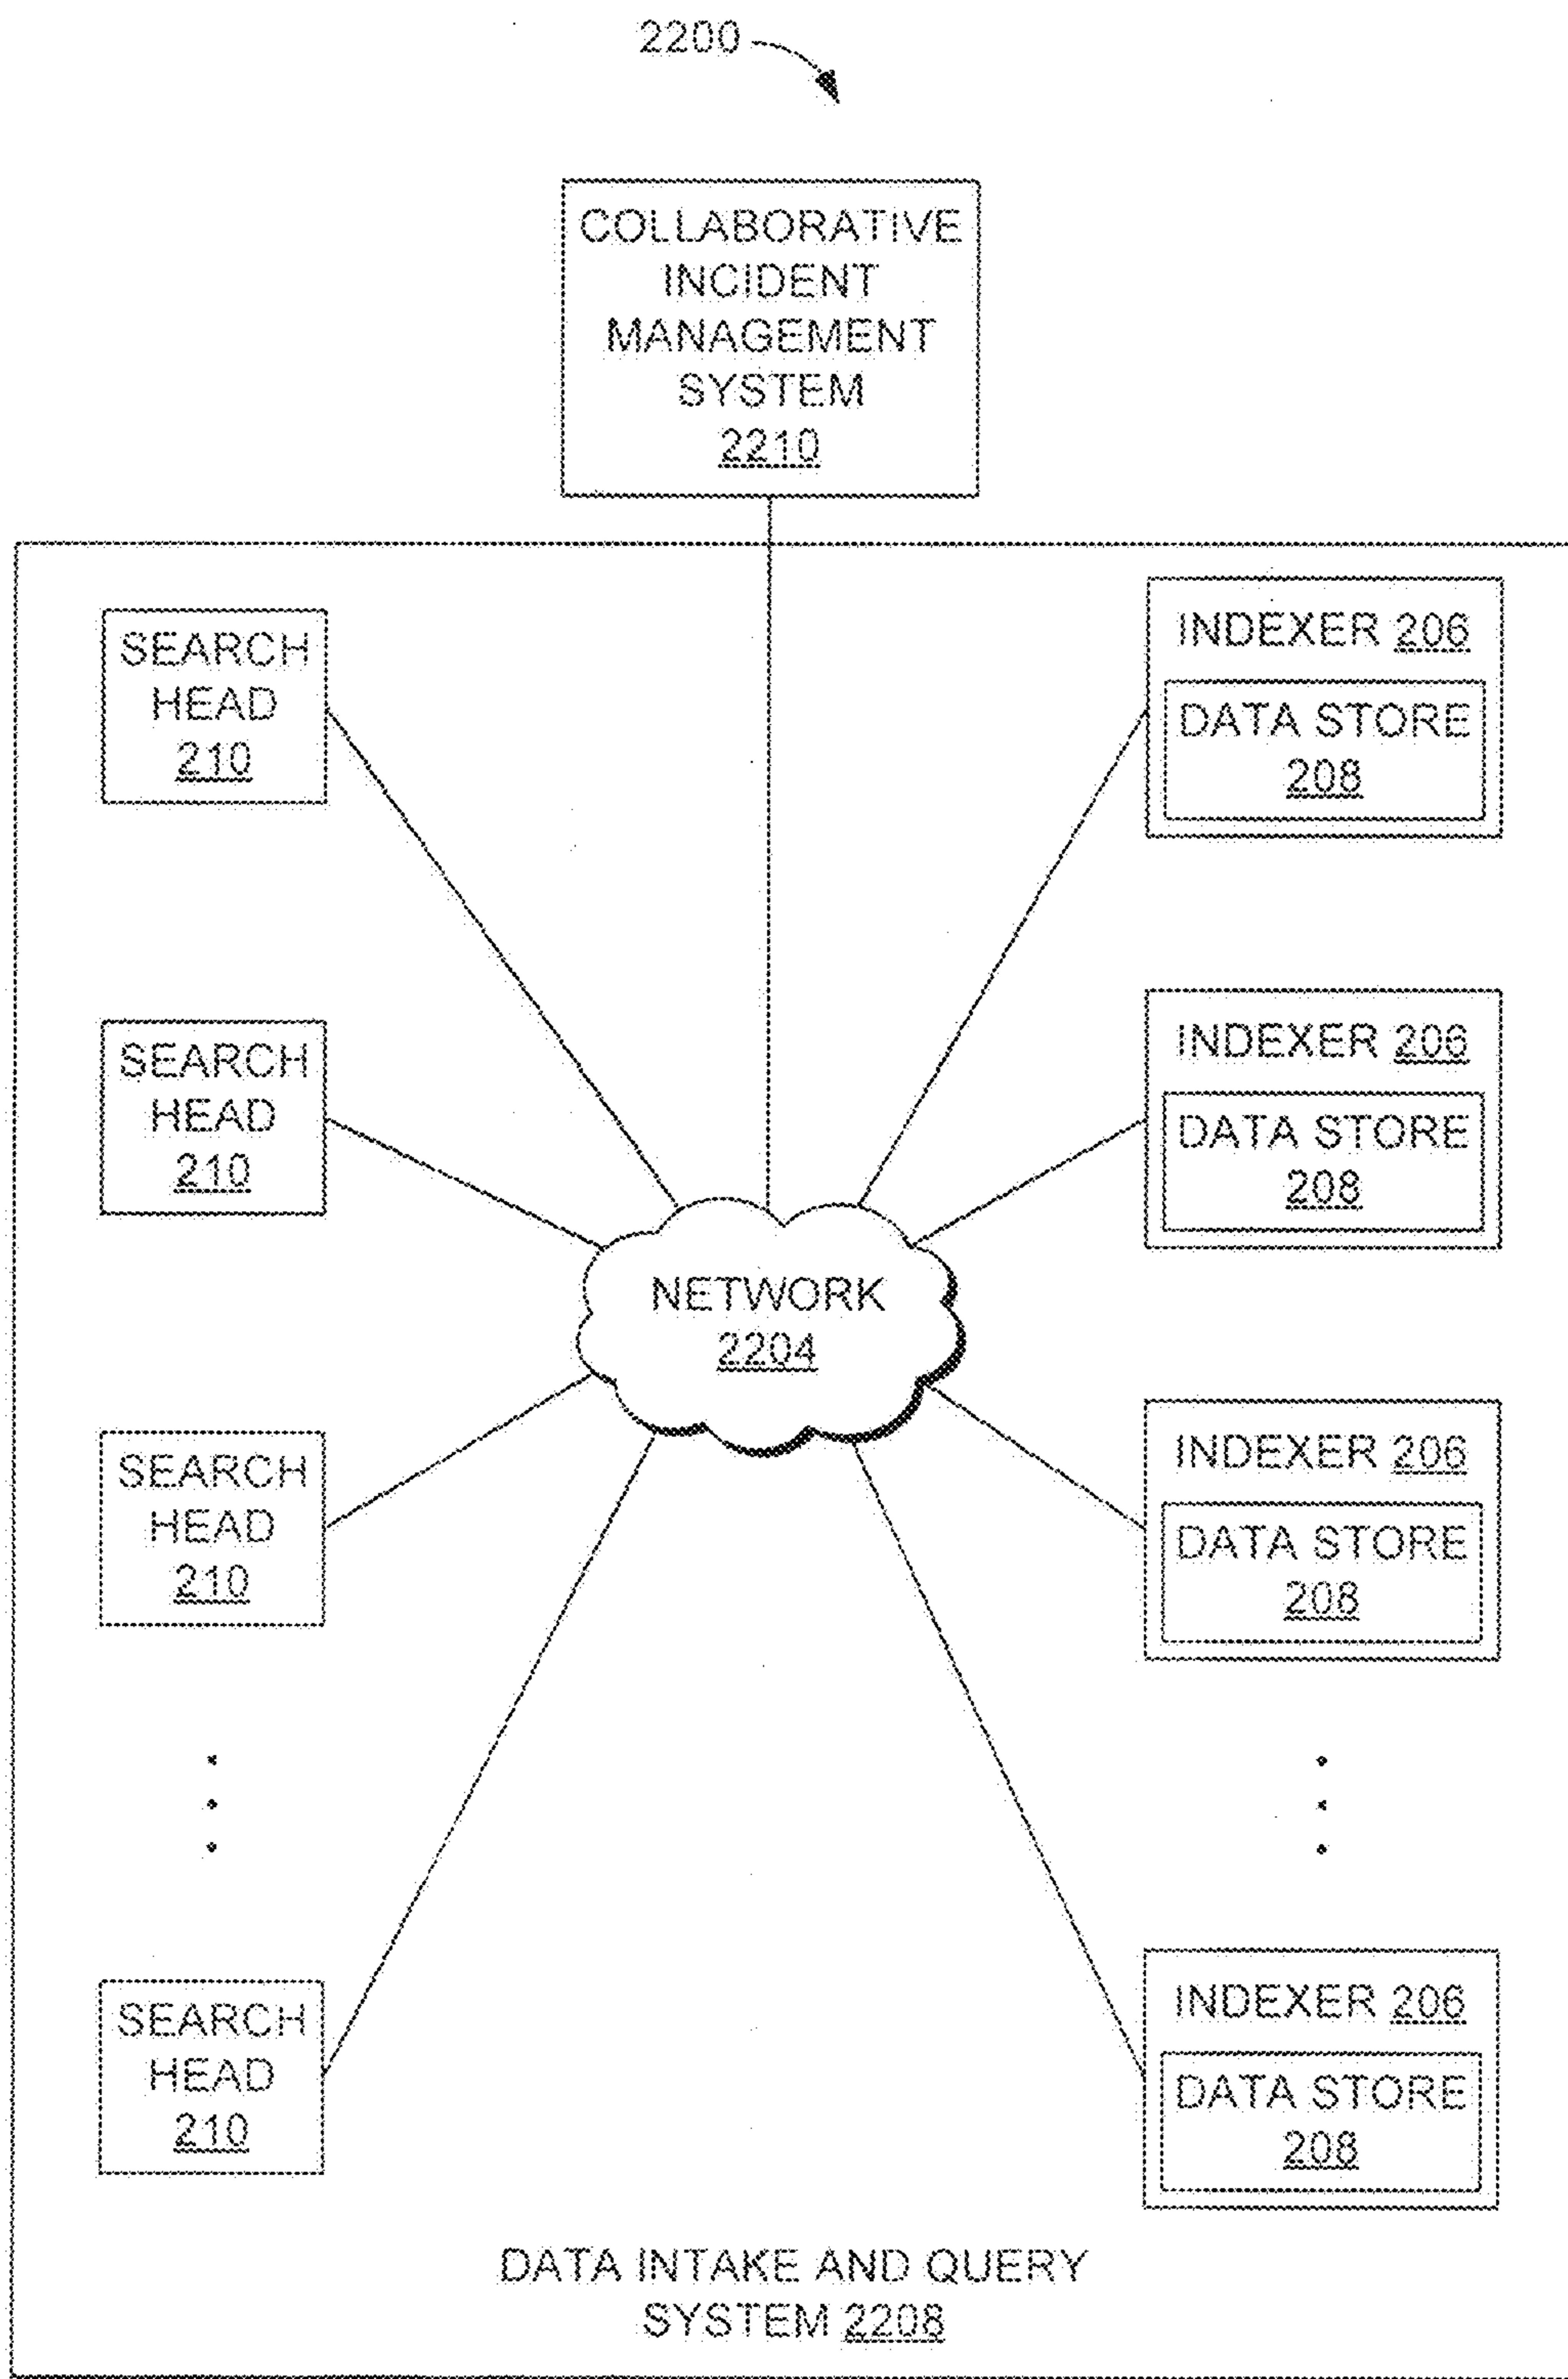 2200
COLLABORATIVE
INCIDENT
MANAGEMENT
SYSTEM
2210
SEARCH
HEAD
210
INDEXER 206
DATA STORE
208
SEARCH
HEAD
210
INDEXER 206
DATA STORE
208
NETWORK
2204
SEARCH
HEAD
210
INDEXER 206
DATA STORE
208
SEARCH
HEAD
210
INDEXER 206
DATA STORE
208
DATA INTAKE AND QUERY
SYSTEM 2208